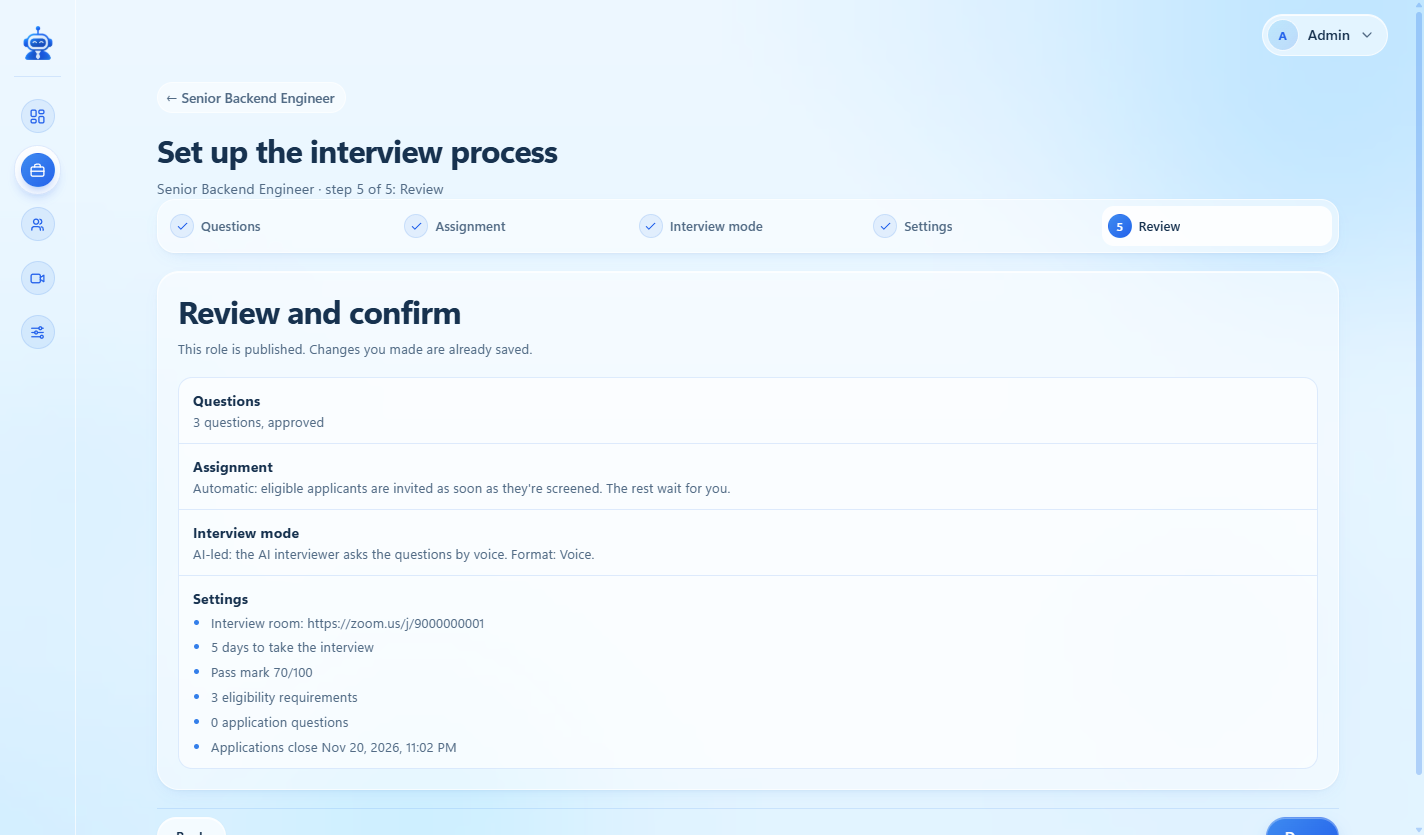 A Admin
← Senior Backend Engineer
Set up the interview process
Senior Backend Engineer · step 5 of 5: Review
Questions
Assignment
Interview mode
Settings
5 Review
Review and confirm
This role is published. Changes you made are already saved.
Questions
3 questions, approved
Assignment
Automatic: eligible applicants are invited as soon as they're screened. The rest wait for you.
Interview mode
AI-led: the AI interviewer asks the questions by voice. Format: Voice.
Settings
Interview room: https://zoom.us/j/9000000001
5 days to take the interview
Pass mark 70/100
3 eligibility requirements
0 application questions
Applications close Nov 20, 2026, 11:02 PM